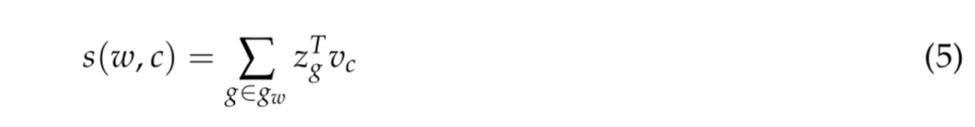 s(w, c) = ∑_{g∈g_w} z_g^T v_c (5)